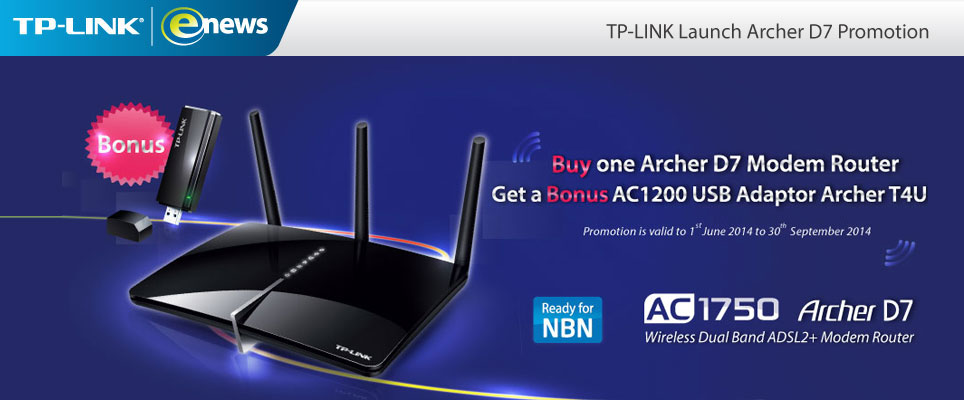 TP-LINK® | enews
TP-LINK Launch Archer D7 Promotion
Bonus
TP-LINK
Buy one Archer D7 Modem Router
Get a Bonus AC1200 USB Adaptor Archer T4U
Promotion is valid to 1st June 2014 to 30th September 2014
Ready for
NBN
AC1750 Archer D7
Wireless Dual Band ADSL2+ Modem Router
TP-LINK